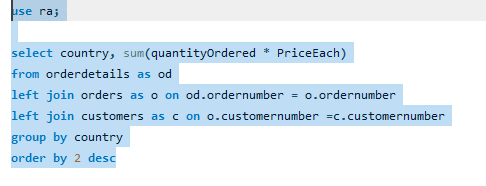 use ra;
select country, sum(quantityOrdered * PriceEach)
from orderdetails as od
left join orders as o on od.ordernumber = o.ordernumber
left join customers as c on o.customernumber =c.customernumber
group by country
order by 2 desc